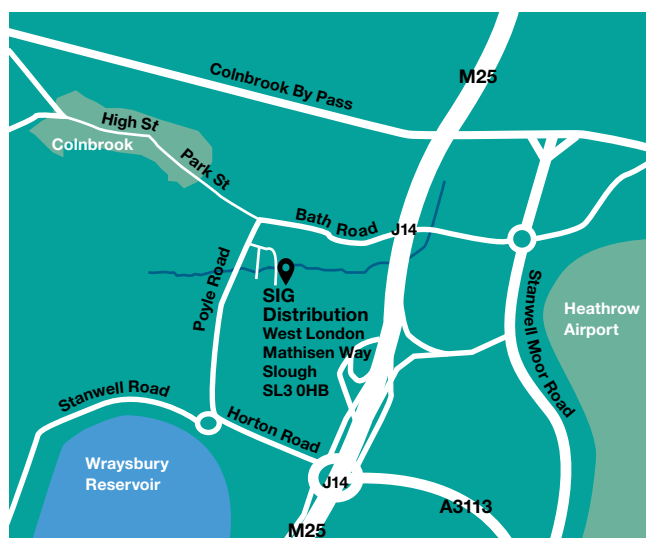 M25
Colnbrook By Pass
High St
Colnbrook
Park St
Bath Road
J14
Poyle Road
SIG
Distribution
West London
Mathisen Way
Slough
SL3 0HB
Stanwell Moor Road
Heathrow
Airport
Stanwell Road
Horton Road
Wraysbury
Reservoir
J14
A3113
M25